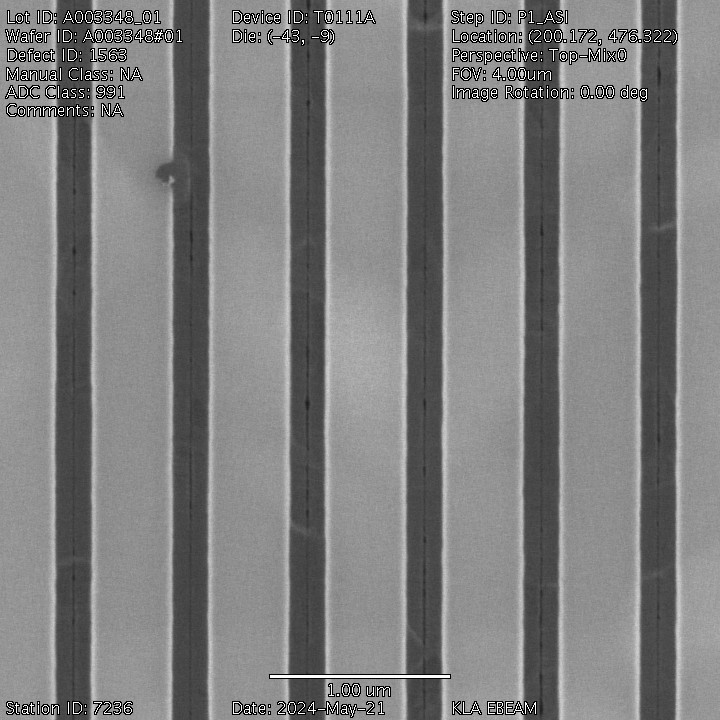 Lot ID: A003348_01
Wafer ID: A003348#01
Defect ID: 1563
Manual Class: NA
ADC Class: 991
Comments: NA
Device ID: T0111A
Die: (-43, -9)
Step ID: P1_ASI
Location: (200.172, 476.322)
Perspective: Top-Mix0
FOV: 4.00um
Image Rotation: 0.00 deg
1.00 um
Station ID: 7236
Date: 2024-May-21
KLA EBEAM